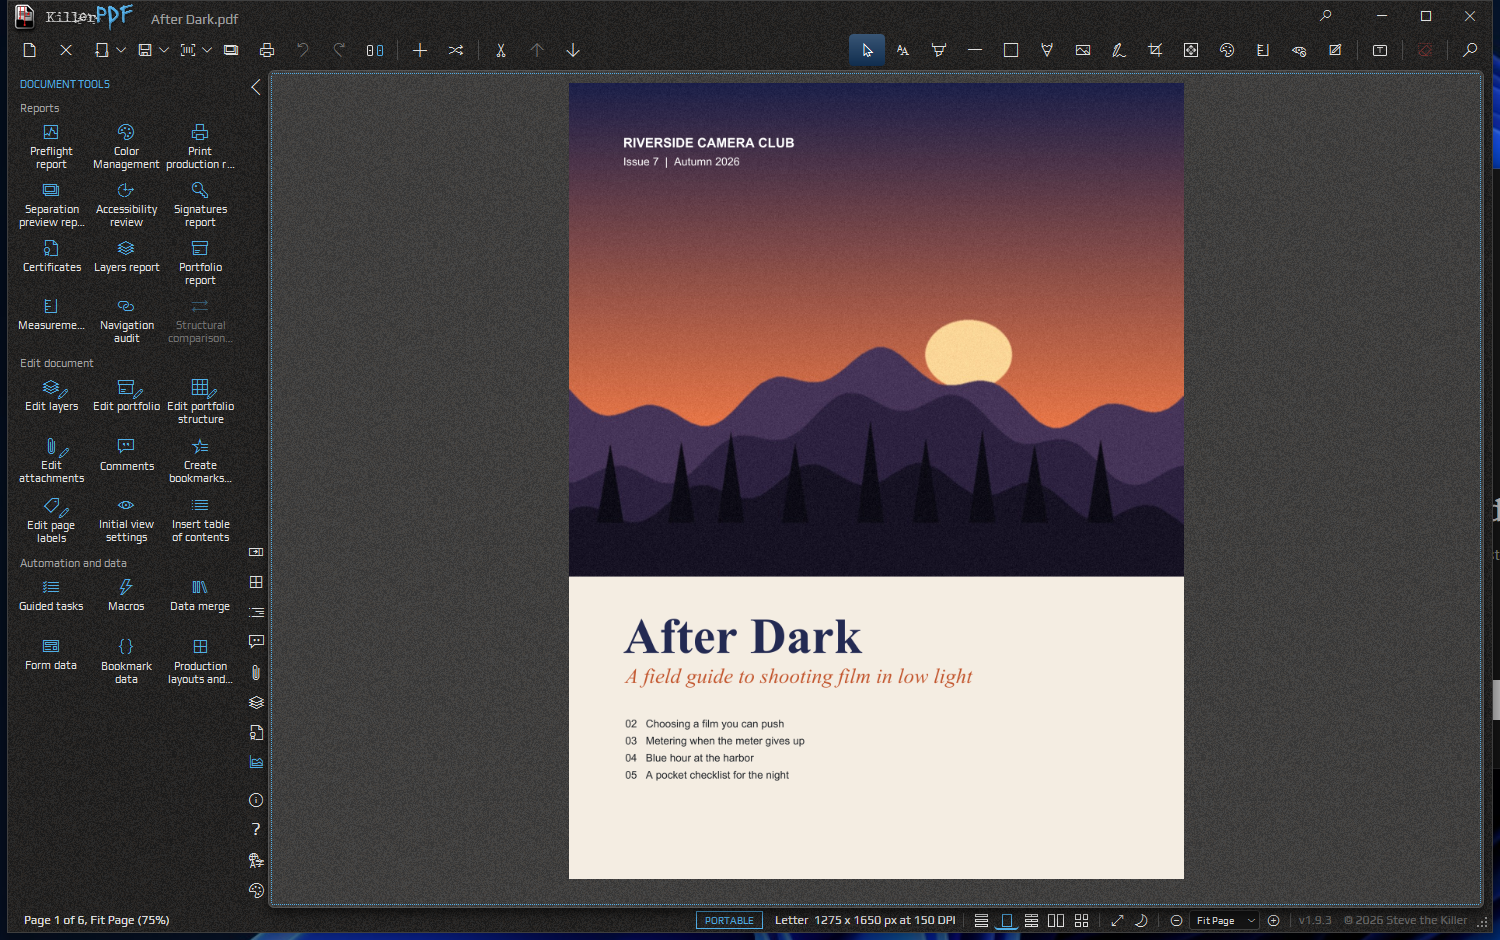 KillerPDF
After Dark.pdf
DOCUMENT TOOLS
Reports
Preflight report
Color Management
Print production r...
Separation preview rep...
Accessibility review
Signatures report
Certificates
Layers report
Portfolio report
Measureme...
Navigation audit
Structural comparison...
Edit document
Edit layers
Edit portfolio
Edit portfolio structure
Edit attachments
Comments
Create bookmarks...
Edit page labels
Initial view settings
Insert table of contents
Automation and data
Guided tasks
Macros
Data merge
Form data
Bookmark data
Production layouts and...
RIVERSIDE CAMERA CLUB
Issue 7 | Autumn 2026
After Dark
A field guide to shooting film in low light
02 Choosing a film you can push
03 Metering when the meter gives up
04 Blue hour at the harbor
05 A pocket checklist for the night
Page 1 of 6, Fit Page (75%)
PORTABLE
Letter 1275 x 1650 px at 150 DPI
Fit Page
v1.9.3
© 2026 Steve the Killer